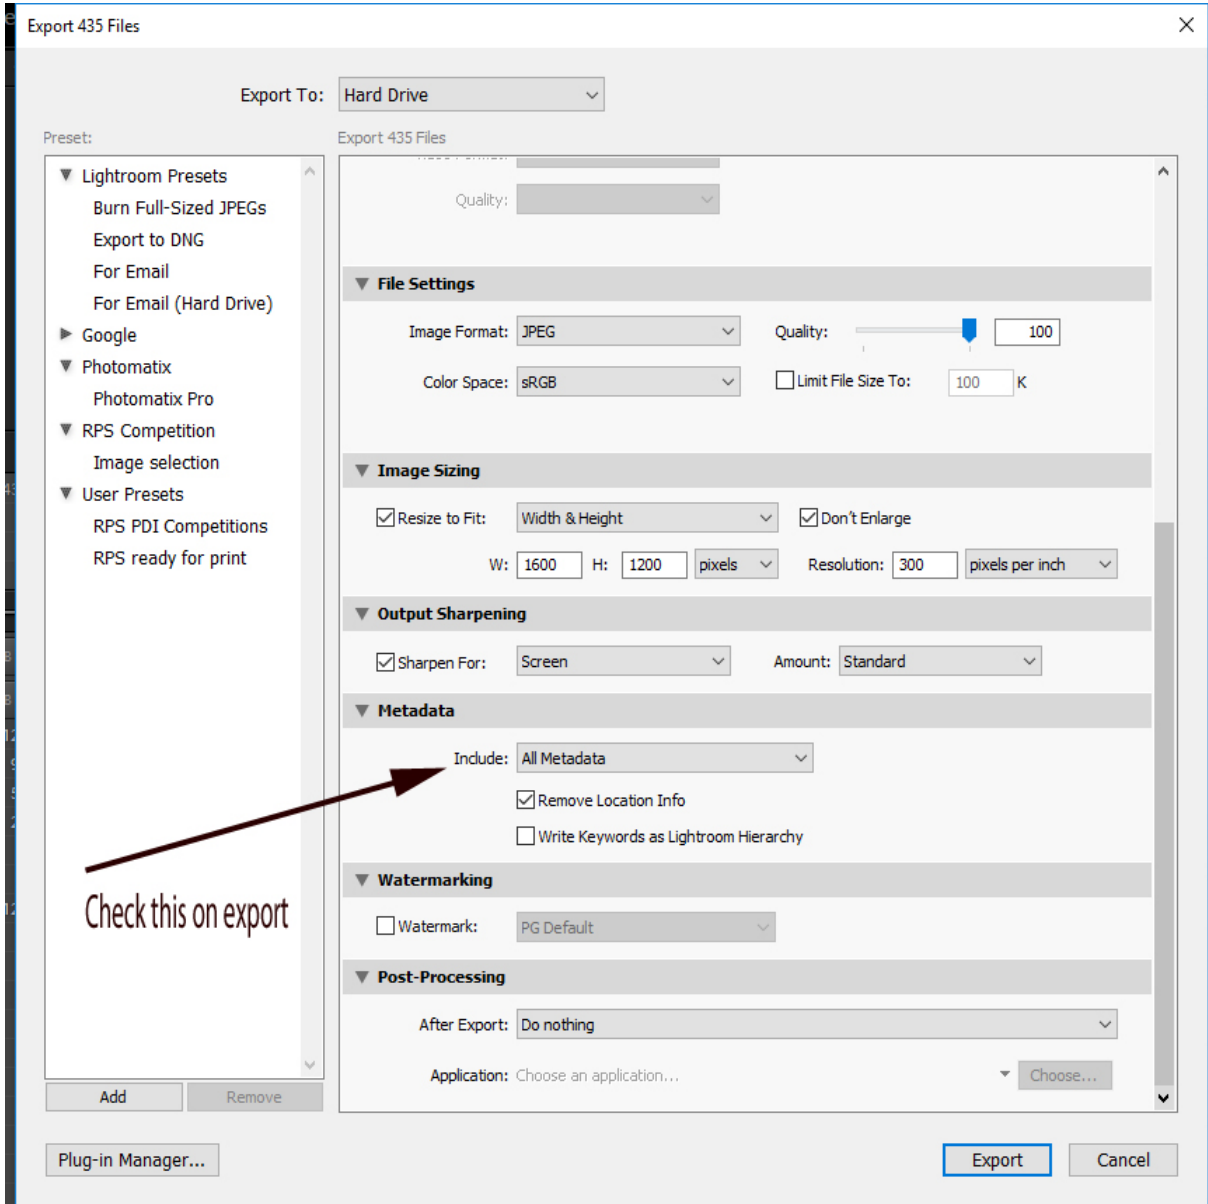 Export 435 Files
Export To: Hard Drive
Preset:
Export 435 Files
Lightroom Presets
Burn Full-Sized JPEGs
Export to DNG
For Email
For Email (Hard Drive)
Google
Photomatix
Photomatix Pro
RPS Competition
Image selection
User Presets
RPS PDI Competitions
RPS ready for print
Add Remove
Quality:
File Settings
Image Format: JPEG Quality: 100
Color Space: sRGB Limit File Size To: 100 K
Image Sizing
Resize to Fit: Width & Height Don't Enlarge
W: 1600 H: 1200 pixels Resolution: 300 pixels per inch
Output Sharpening
Sharpen For: Screen Amount: Standard
Metadata
Include: All Metadata
Remove Location Info
Write Keywords as Lightroom Hierarchy
Check this on export
Watermarking
Watermark: PG Default
Post-Processing
After Export: Do nothing
Application: Choose an application... Choose...
Plug-in Manager... Export Cancel